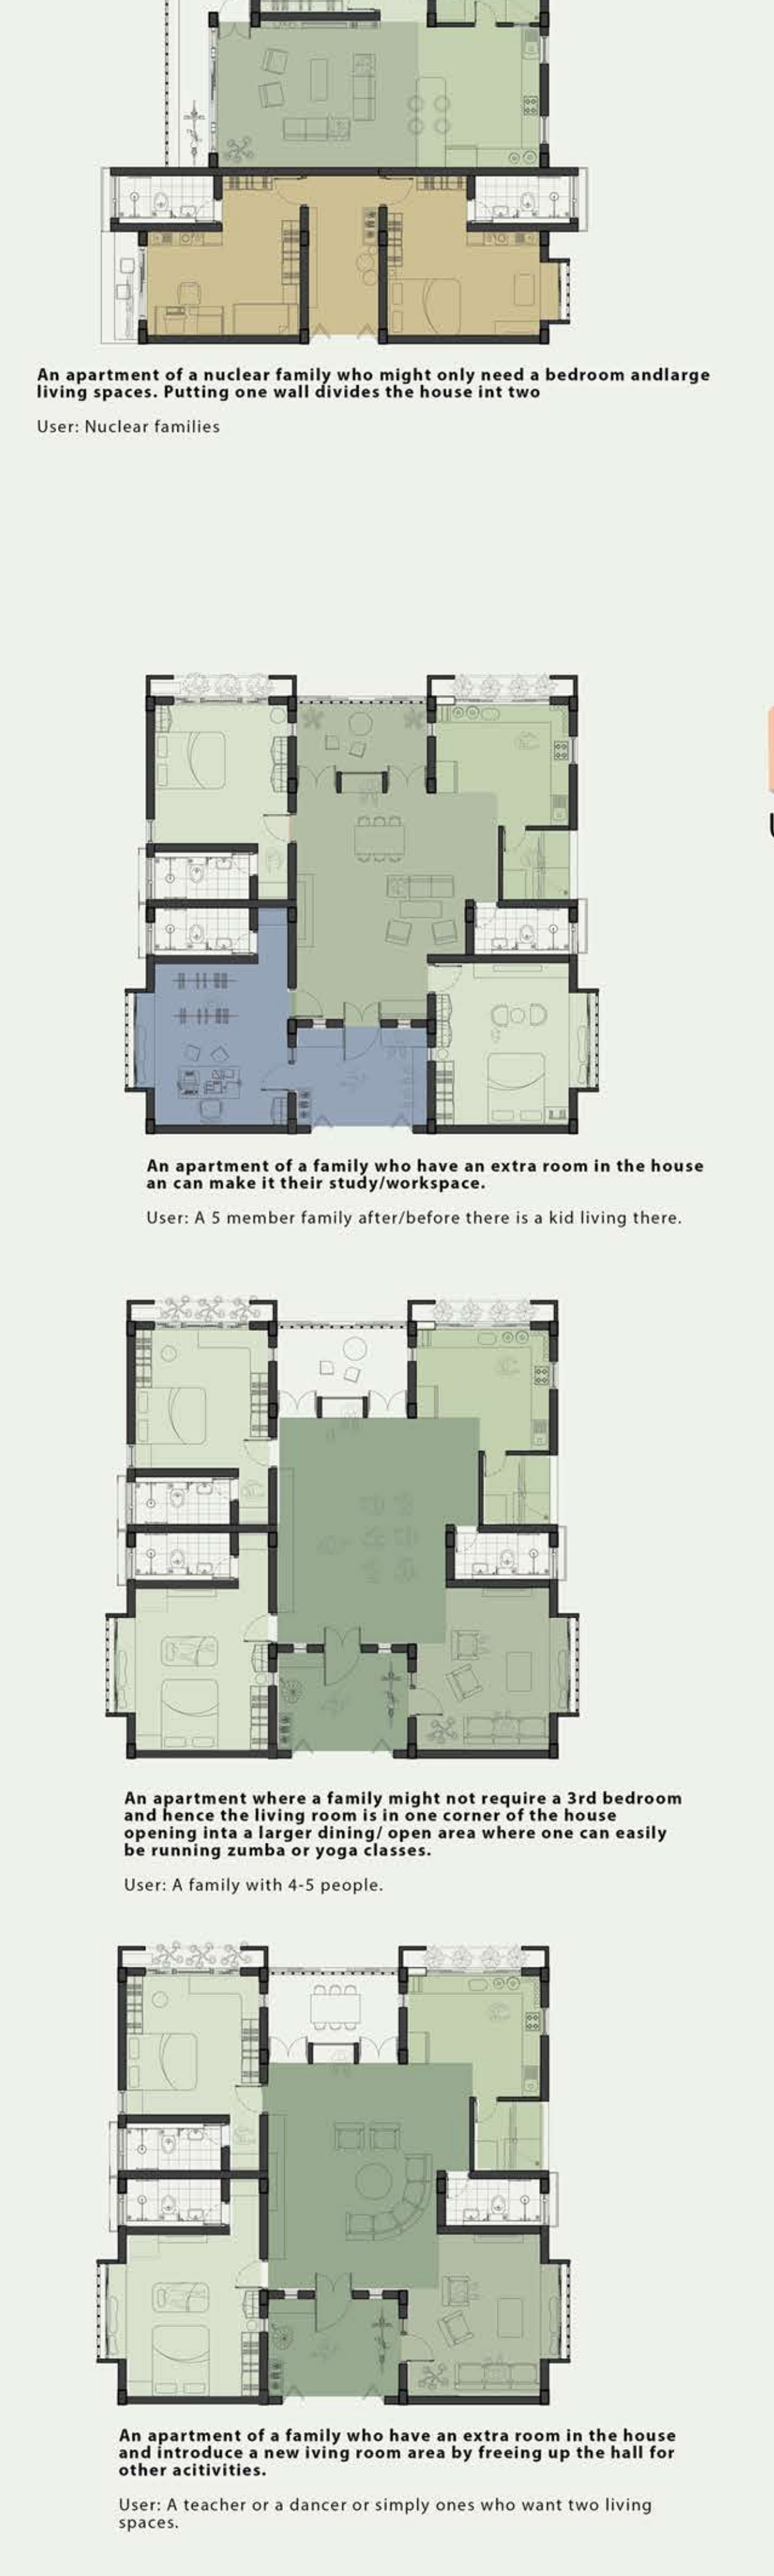 An apartment of a nuclear family who might only need a bedroom andlarge
living spaces. Putting one wall divides the house int two
User: Nuclear families
An apartment of a family who have an extra room in the house
an can make it their study/workspace.
User: A 5 member family after/before there is a kid living there.
An apartment where a family might not require a 3rd bedroom
and hence the living room is in one corner of the house
opening inta a larger dining/ open area where one can easily
be running zumba or yoga classes.
User: A family with 4-5 people.
An apartment of a family who have an extra room in the house
and introduce a new iving room area by freeing up the hall for
other acitivities.
User: A teacher or a dancer or simply ones who want two living
spaces.